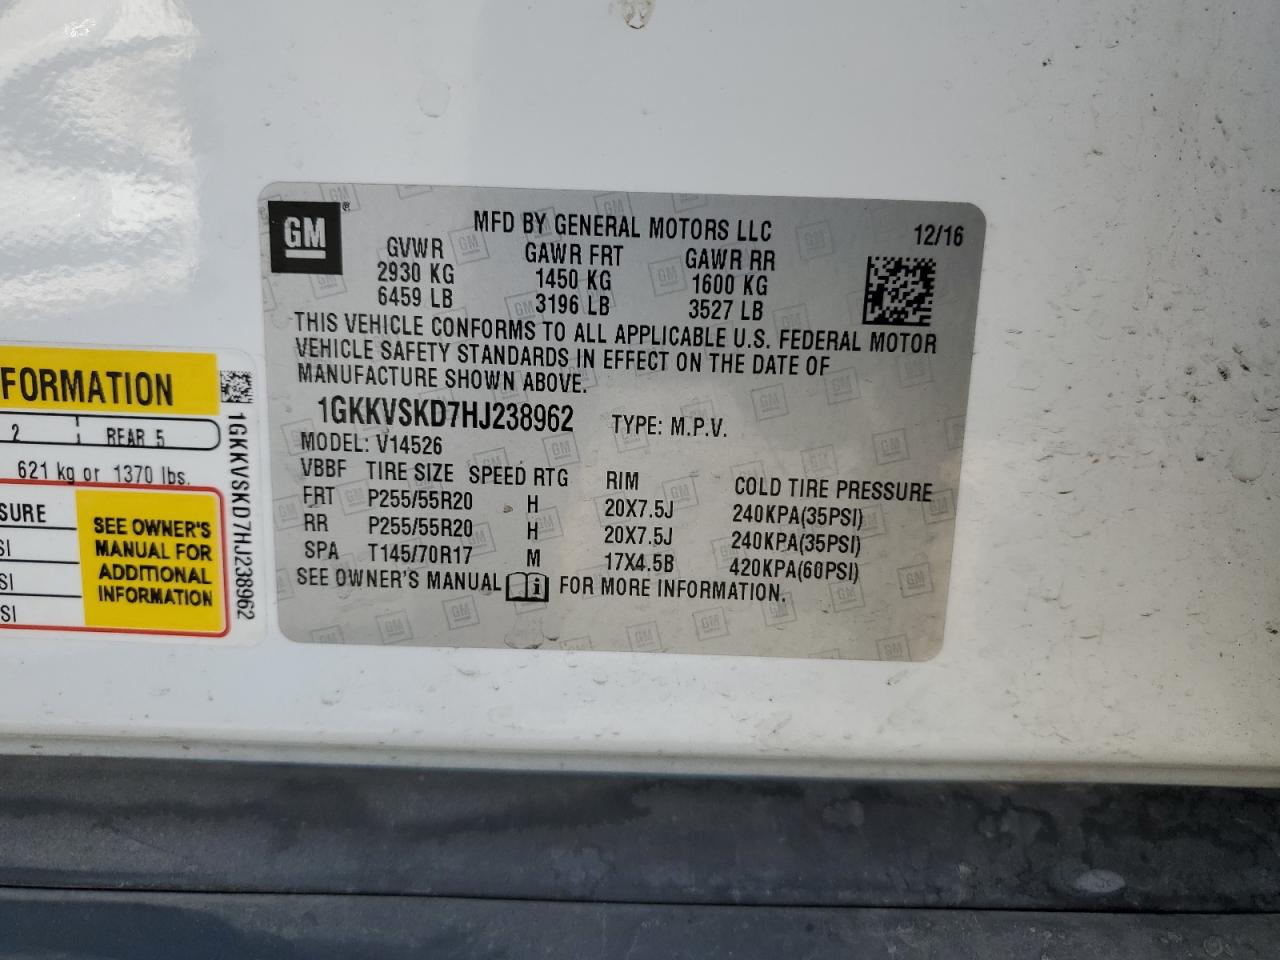 GM
MFD BY GENERAL MOTORS LLC 12/16
GVWR GAWR FRT GAWR RR
2930 KG 1450 KG 1600 KG
6459 LB 3196 LB 3527 LB
THIS VEHICLE CONFORMS TO ALL APPLICABLE U.S. FEDERAL MOTOR
VEHICLE SAFETY STANDARDS IN EFFECT ON THE DATE OF
MANUFACTURE SHOWN ABOVE.
1GKKVSKD7HJ238962 TYPE: M.P.V.
MODEL: V14526
VBBF TIRE SIZE SPEED RTG RIM COLD TIRE PRESSURE
FRT P255/55R20 H 20X7.5J 240KPA(35PSI)
RR P255/55R20 H 20X7.5J 240KPA(35PSI)
SPA T145/70R17 M 17X4.5B 420KPA(60PSI)
SEE OWNER'S MANUAL i FOR MORE INFORMATION.
FORMATION
2 REAR 5
621 kg or 1370 lbs.
SURE
SI
SI
SI
SEE OWNER'S
MANUAL FOR
ADDITIONAL
INFORMATION
1GKKVSKD7HJ238962